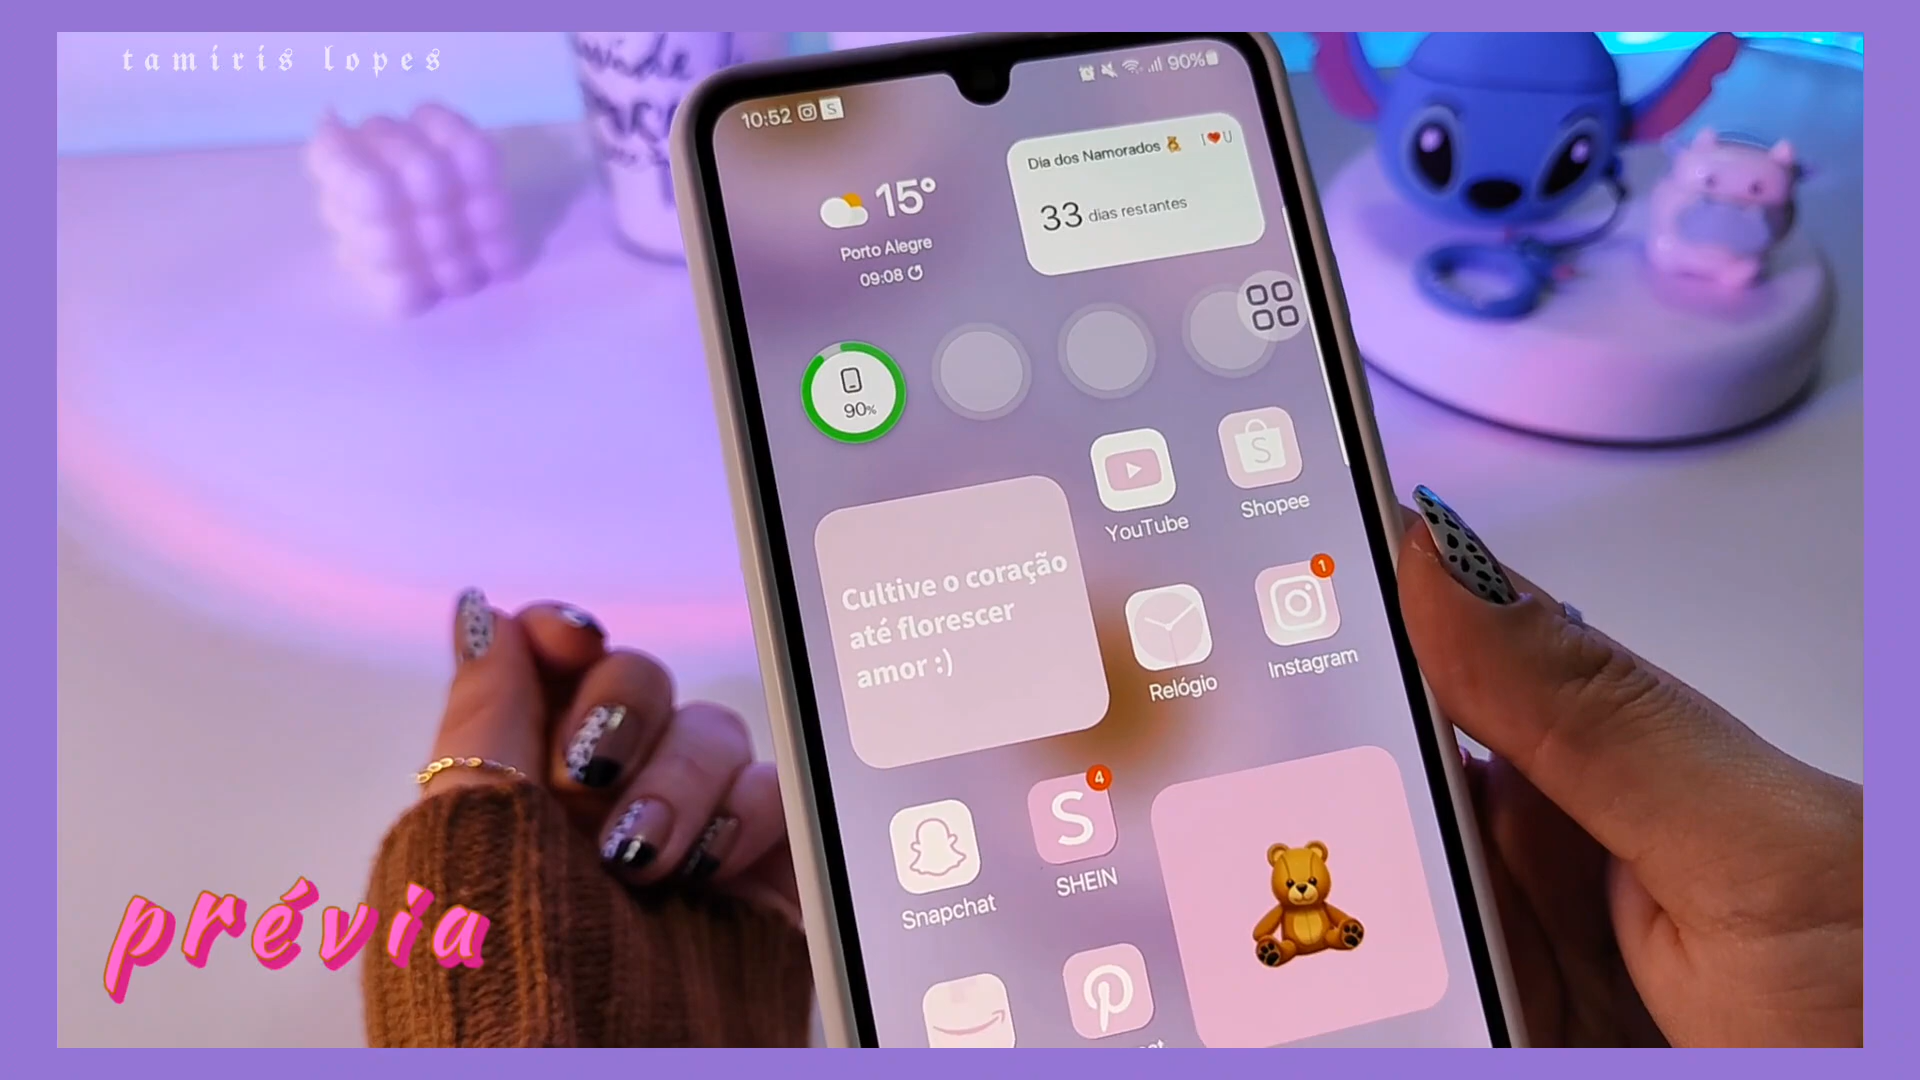 tamiris lopes
10:52
90%
15°
Porto Alegre
09:08
Dia dos Namorados 🧸 I❤️U
33 dias restantes
90%
YouTube
Shopee
S
Cultive o coração
até florescer
amor :)
Relógio
1
Instagram
Snapchat
4
S
SHEIN
prévia